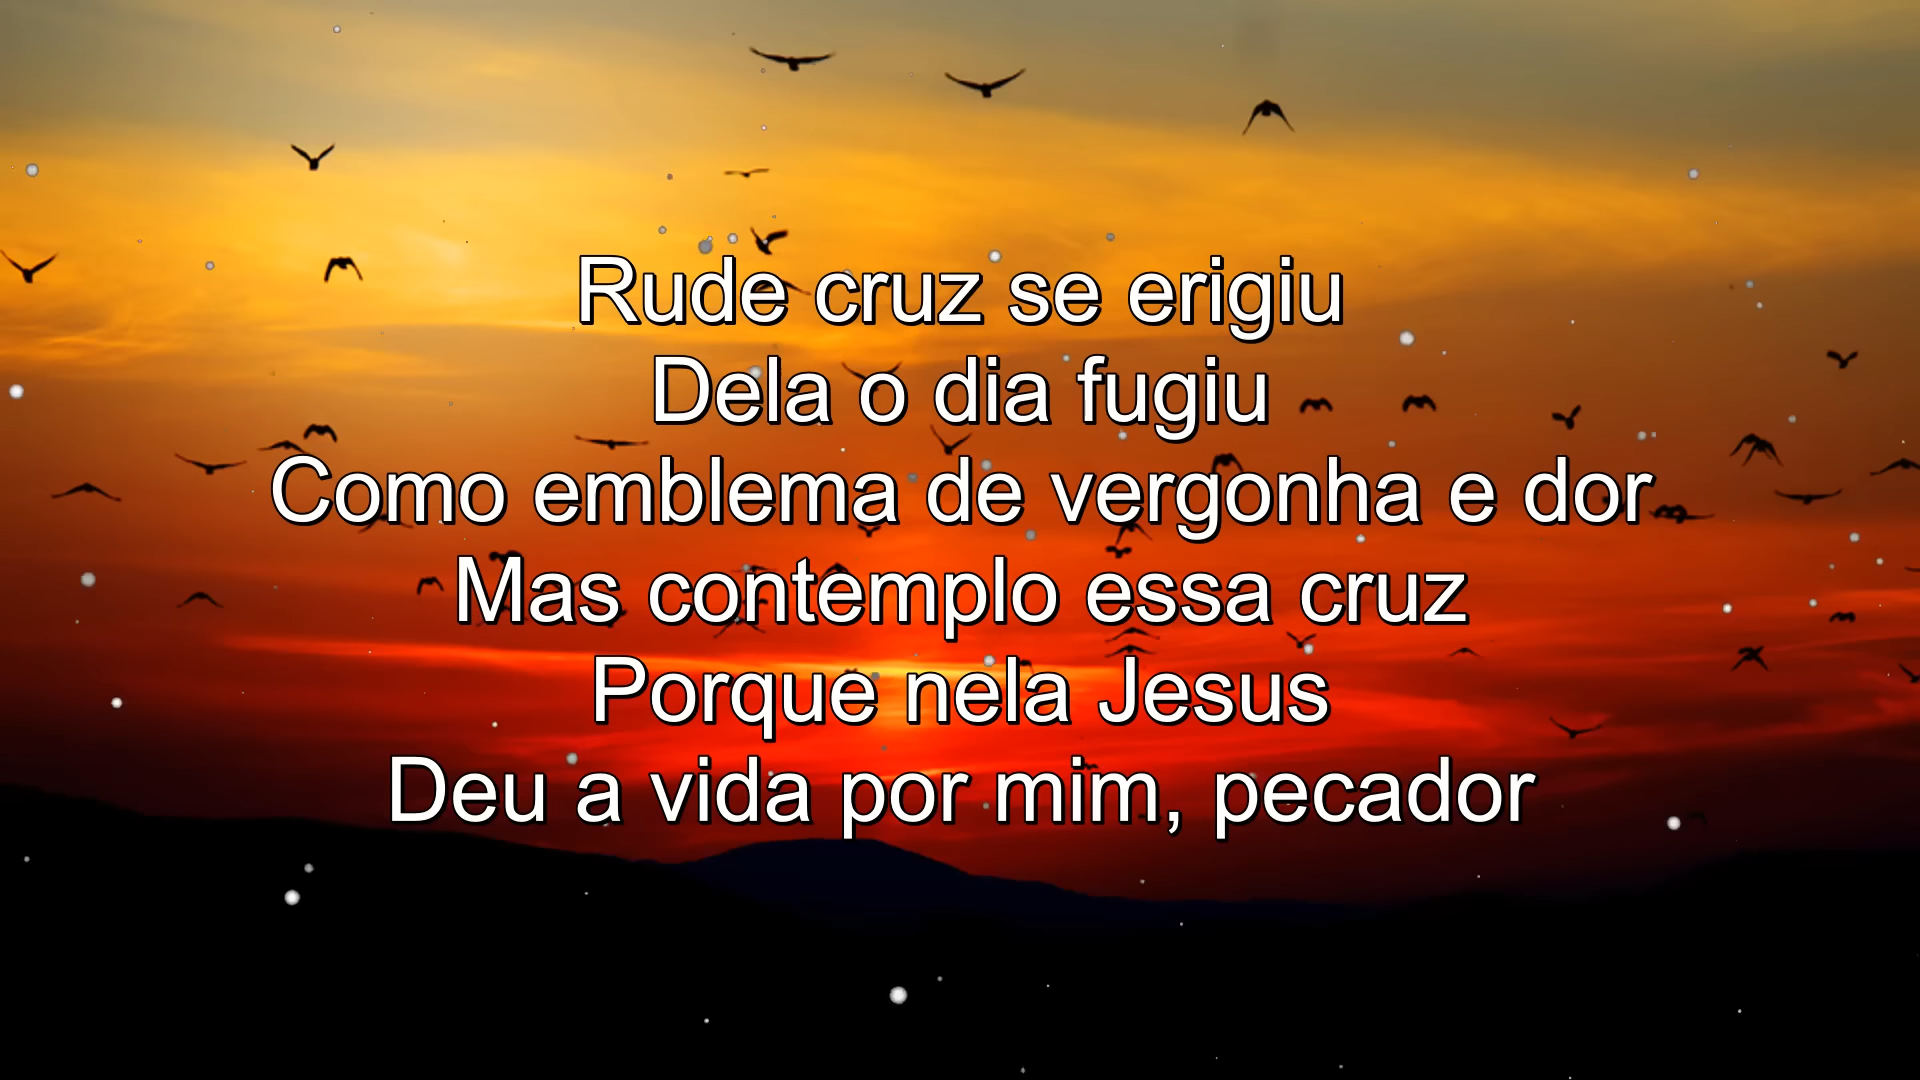 Rude cruz se erigiu
Dela o dia fugiu
Como emblema de vergonha e dor
Mas contemplo essa cruz
Porque nela Jesus
Deu a vida por mim, pecador